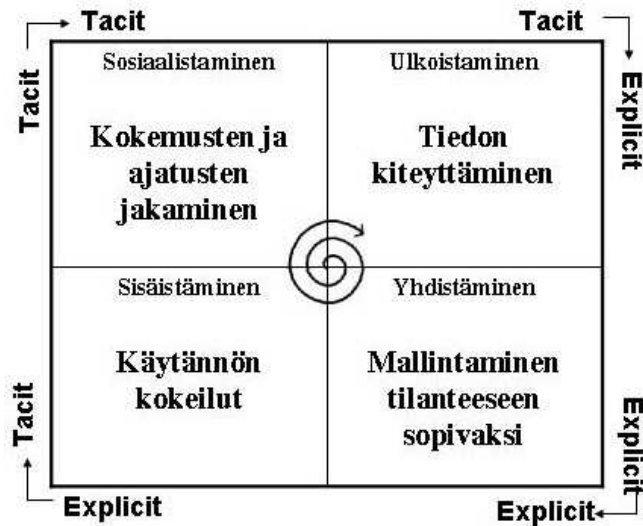 Tacit
Tacit
Tacit
Explicit
Sosiaalistaminen
Kokemusten ja
ajatusten
jakaminen
Ulkoistaminen
Tiedon
kiteyttäminen
Sisäistäminen
Käytännön
kokeilut
Yhdistäminen
Mallintaminen
tilanteeseen
sopivaksi
Tacit
Explicit
Explicit
Explicit